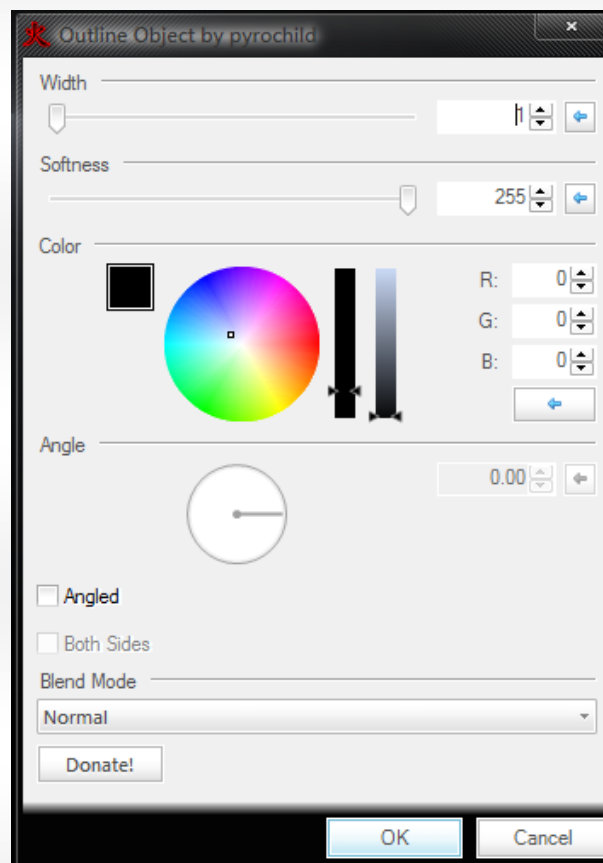 火 Outline Object by pyrochild
Width
1
Softness
255
Color
R: 0
G: 0
B: 0
Angle
0.00
Angled
Both Sides
Blend Mode
Normal
Donate!
OK Cancel